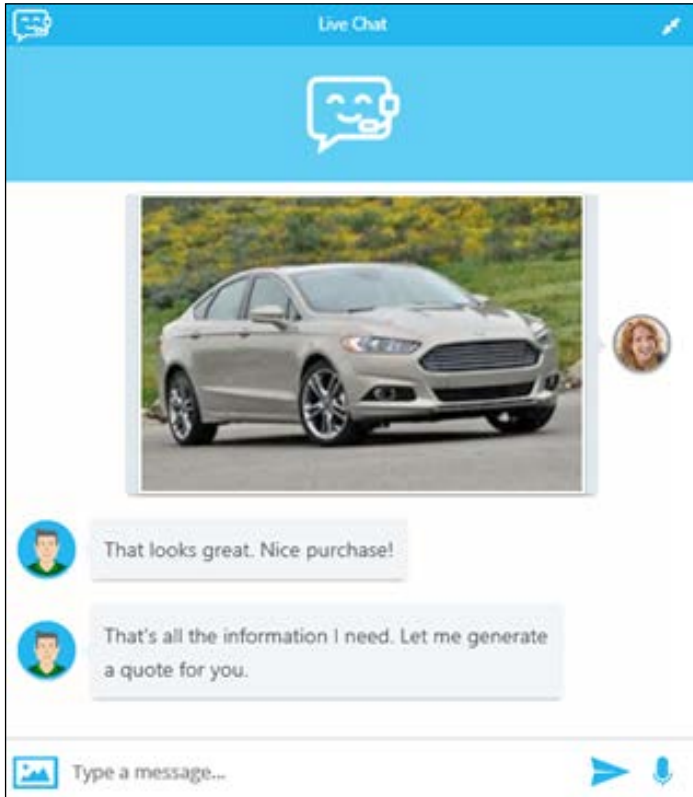 Live Chat
That looks great. Nice purchase!
That's all the information I need. Let me generate
a quote for you.
Type a message...